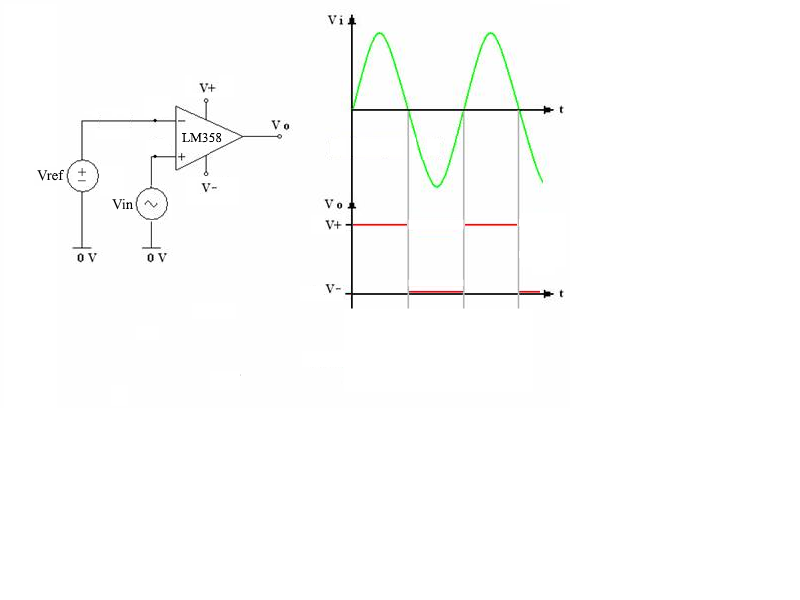 V+
V o
LM358
−
+
V−
Vref
±
Vin
0 V
0 V
V i
t
V o
V+
V−
t